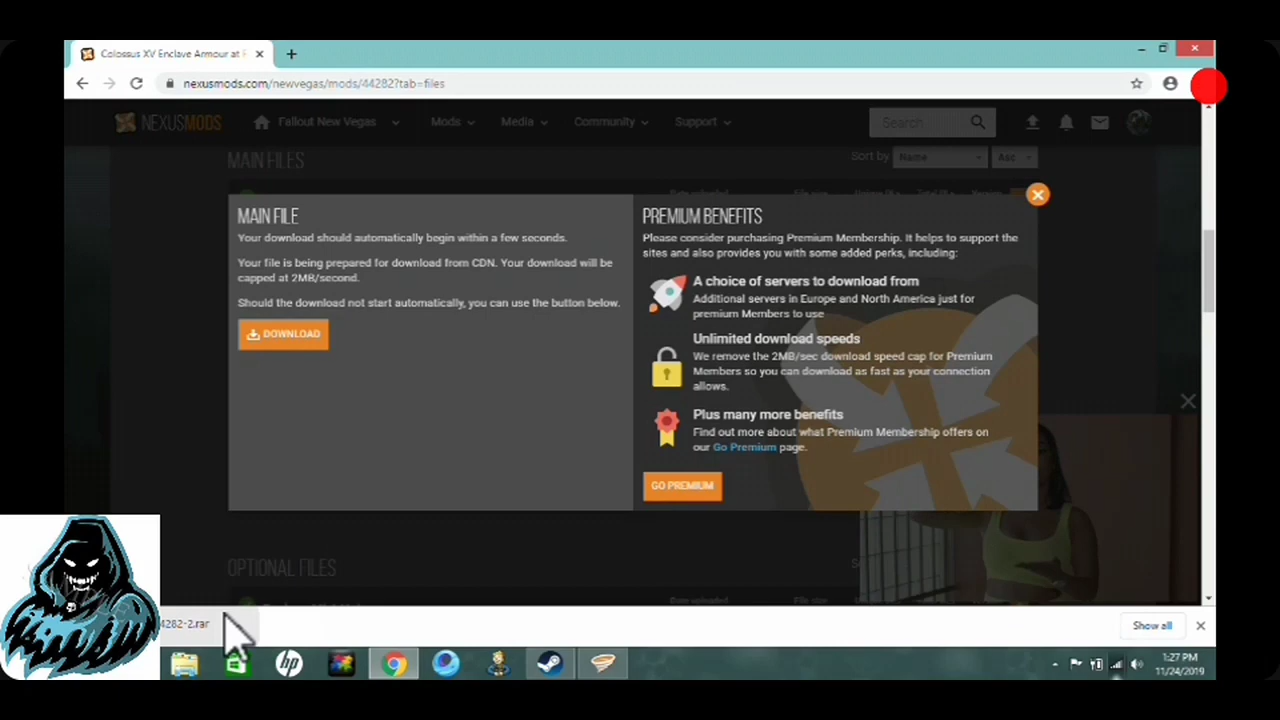 Colossus XV Enclave Armour at F
nexusmods.com/newvegas/mods/44282?tab=files
NEXUSMODS
Fallout New Vegas
Mods
Media
Community
Support
Search
MAIN FILES
Sort by
Name
Asc
Date uploaded
File size
MAIN FILE
Your download should automatically begin within a few seconds.
Your file is being prepared for download from CDN. Your download will be
capped at 2MB/second.
Should the download not start automatically, you can use the button below.
DOWNLOAD
PREMIUM BENEFITS
Please consider purchasing Premium Membership. It helps to support the
sites and also provides you with some added perks, including:
A choice of servers to download from
Additional servers in Europe and North America just for
premium Members to use
Unlimited download speeds
We remove the 2MB/sec download speed cap for Premium
Members so you can download as fast as your connection
allows.
Plus many more benefits
Find out more about what Premium Membership offers on
our Go Premium page.
GO PREMIUM
OPTIONAL FILES
4282-2.rar
Show all
hp
1:27 PM
11/24/2019